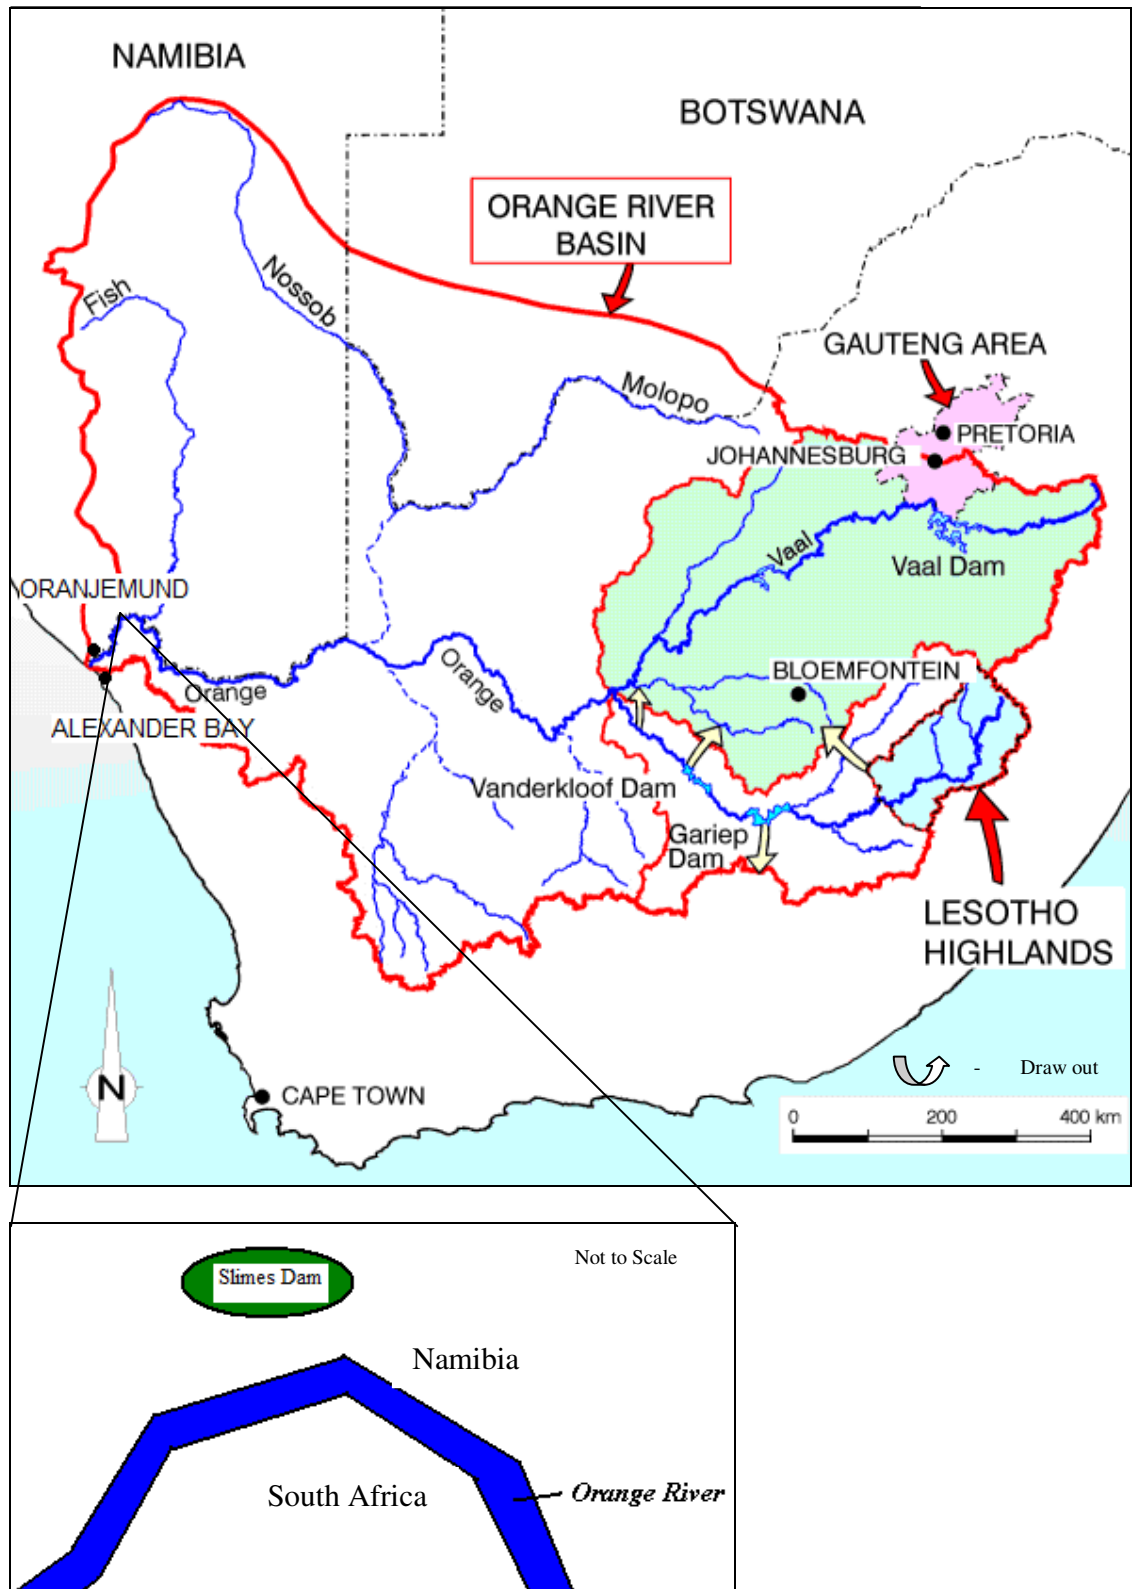 NAMIBIA
BOTSWANA
ORANGE RIVER
BASIN
Nossob
Fish
GAUTENG AREA
Molopo
PRETORIA
JOHANNESBURG
Vaal
Vaal Dam
ORANJEMUND
BLOEMFONTEIN
Orange
Orange
ALEXANDER BAY
Vanderkloof Dam
Gariep
Dam
LESOTHO
HIGHLANDS
N
CAPE TOWN
- Draw out
0 200 400 km
Not to Scale
Slimes Dam
Namibia
South Africa
Orange River